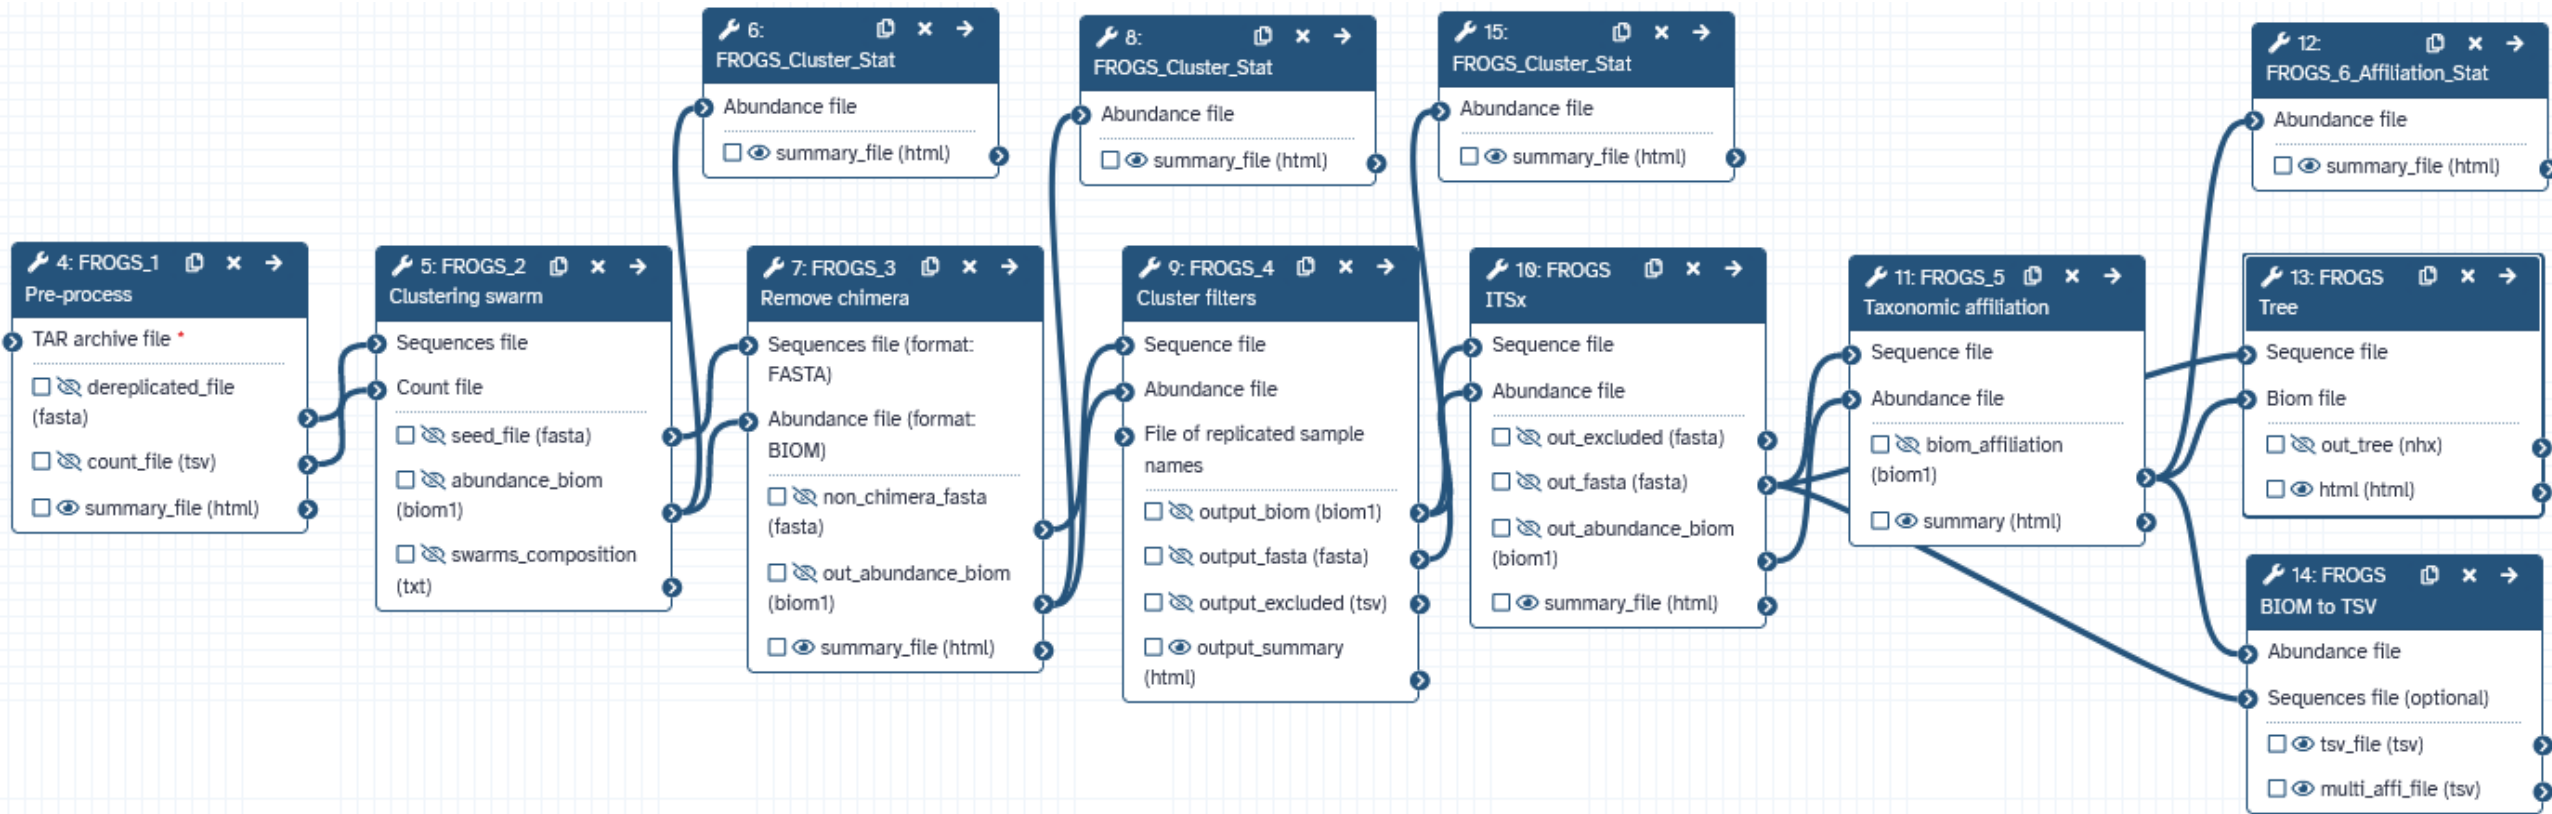 6:
FROGS_Cluster_Stat
Abundance file
summary_file (html)
8:
FROGS_Cluster_Stat
Abundance file
summary_file (html)
15:
FROGS_Cluster_Stat
Abundance file
summary_file (html)
12:
FROGS_6_Affiliation_Stat
Abundance file
summary_file (html)
4: FROGS_1
Pre-process
TAR archive file *
dereplicated_file
(fasta)
count_file (tsv)
summary_file (html)
5: FROGS_2
Clustering swarm
Sequences file
Count file
seed_file (fasta)
abundance_biom
(biom1)
swarms_composition
(txt)
7: FROGS_3
Remove chimera
Sequences file (format:
FASTA)
Abundance file (format:
BIOM)
non_chimera_fasta
(fasta)
out_abundance_biom
(biom1)
summary_file (html)
9: FROGS_4
Cluster filters
Sequence file
Abundance file
File of replicated sample
names
output_biom (biom1)
output_fasta (fasta)
output_excluded (tsv)
output_summary
(html)
10: FROGS
ITSx
Sequence file
Abundance file
out_excluded (fasta)
out_fasta (fasta)
out_abundance_biom
(biom1)
summary_file (html)
11: FROGS_5
Taxonomic affiliation
Sequence file
Abundance file
biom_affiliation
(biom1)
summary (html)
13: FROGS
Tree
Sequence file
Biom file
out_tree (nhx)
html (html)
14: FROGS
BIOM to TSV
Abundance file
Sequences file (optional)
tsv_file (tsv)
multi_affi_file (tsv)